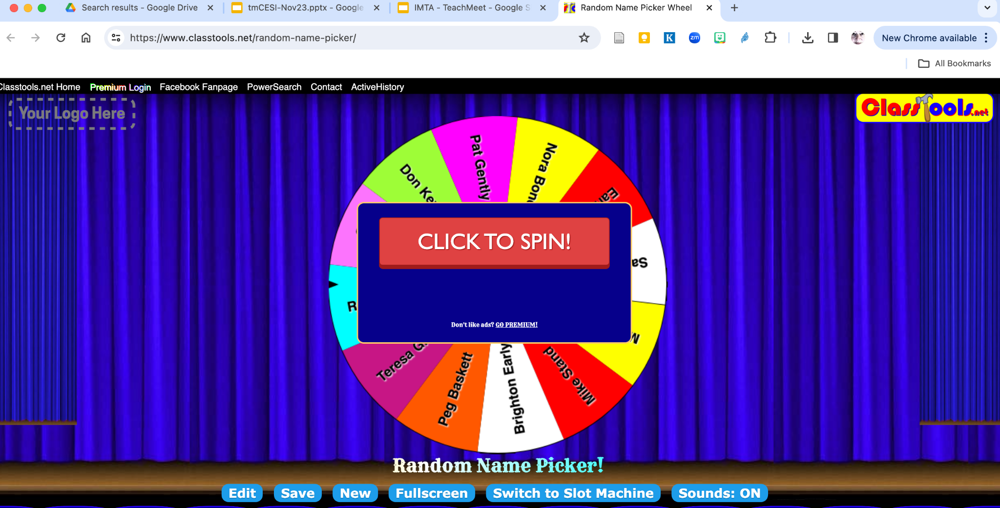 Search results - Google Drive
tmCESI-Nov23.pptx - Google
IMTA - TeachMeet - Google S
Random Name Picker Wheel
https://www.classtools.net/random-name-picker/
K
zm
New Chrome available
All Bookmarks
Classtools.net Home Premium Login Facebook Fanpage PowerSearch Contact ActiveHistory
Your Logo Here
ClassTools.net
Pat Gently
Nora Bon
Don Ke
Ea
Sa
M
Mike Stand
Brighton Early
Peg Baskett
Teresa G
R
CLICK TO SPIN!
Don't like ads? GO PREMIUM!
Random Name Picker!
Edit Save New Fullscreen Switch to Slot Machine Sounds: ON